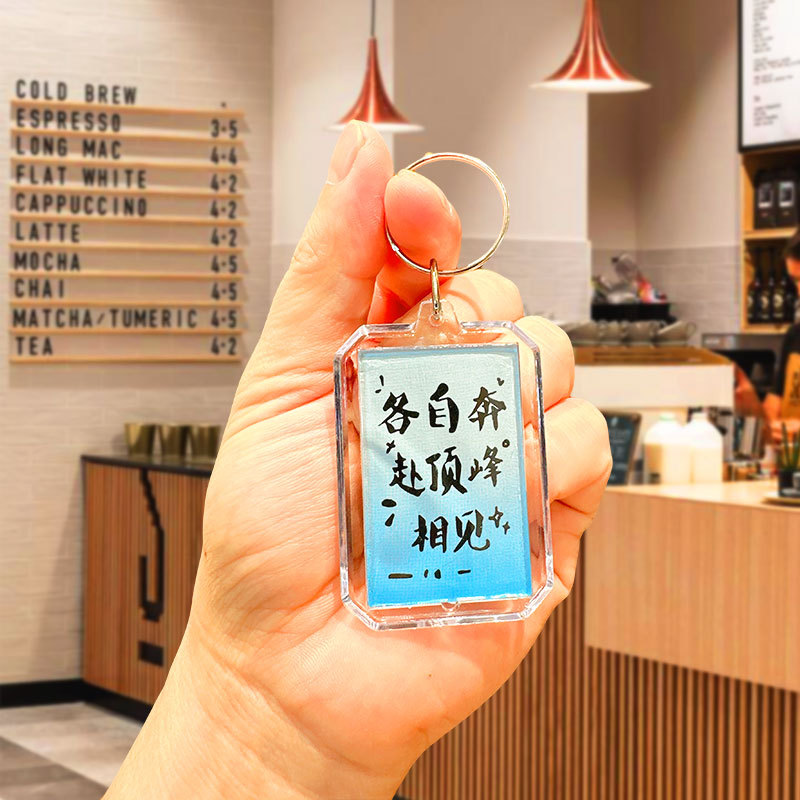 COLD BREW
ESPRESSO 3·5
LONG MAC 4·4
FLAT WHITE 4·2
CAPPUCCINO 4·2
LATTE 4·2
MOCHA 4·5
CHAI 4·5
MATCHA/TUMERIC 4·5
TEA 4·2
各自奔
赴顶峰
相见